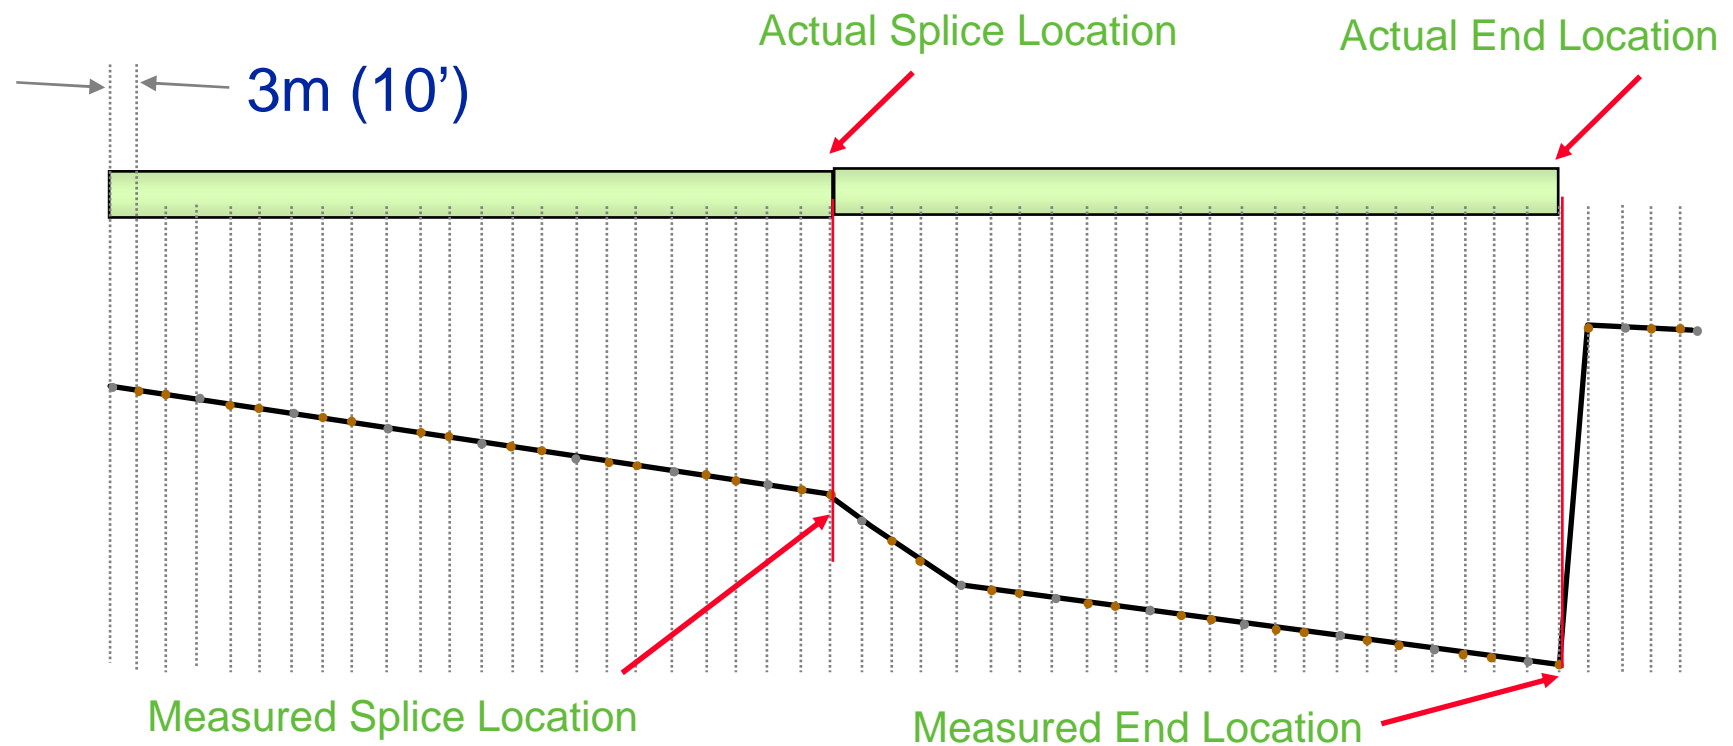 Actual Splice Location
Actual End Location
3m (10’)
Measured Splice Location
Measured End Location